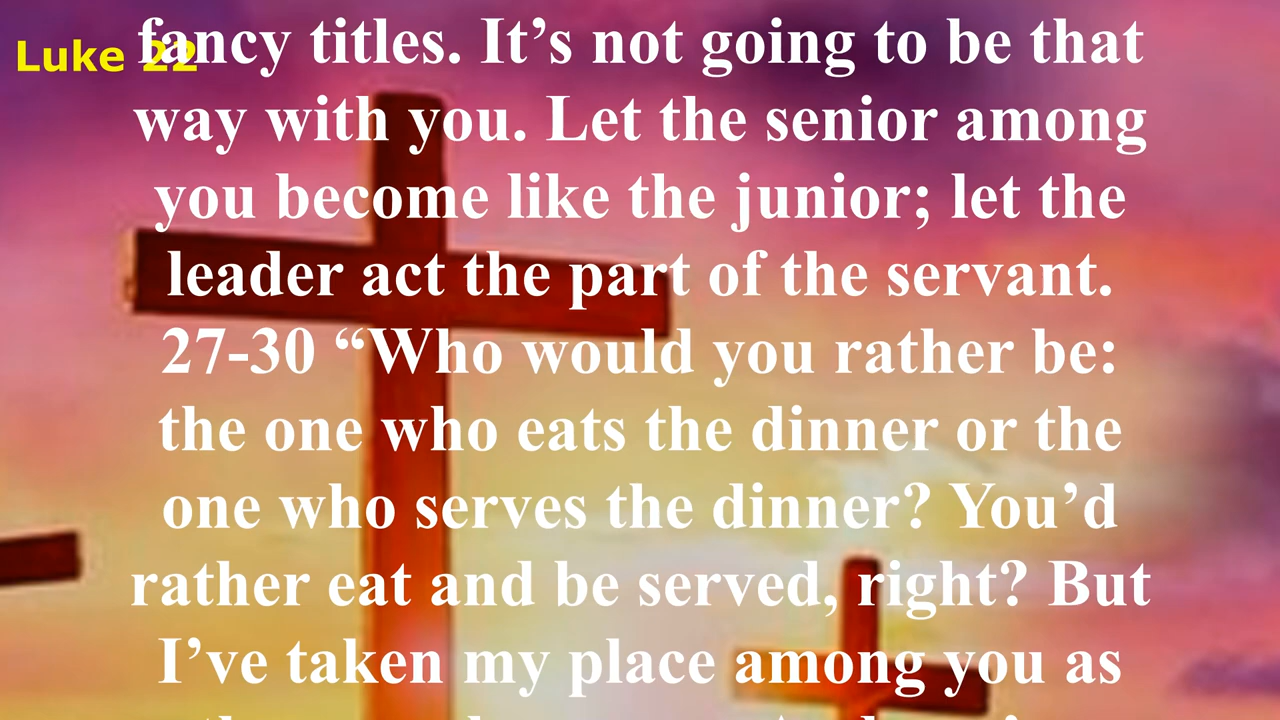 Luke 22
fancy titles. It’s not going to be that
way with you. Let the senior among
you become like the junior; let the
leader act the part of the servant.
27-30 “Who would you rather be:
the one who eats the dinner or the
one who serves the dinner? You’d
rather eat and be served, right? But
I’ve taken my place among you as